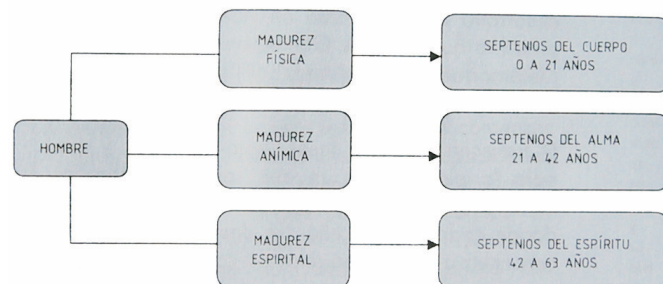 HOMBRE
MADUREZ
FÍSICA
SEPTENIOS DEL CUERPO
0 A 21 AÑOS
MADUREZ
ANÍMICA
SEPTENIOS DEL ALMA
21 A 42 AÑOS
MADUREZ
ESPIRITAL
SEPTENIOS DEL ESPÍRITU
42 A 63 AÑOS